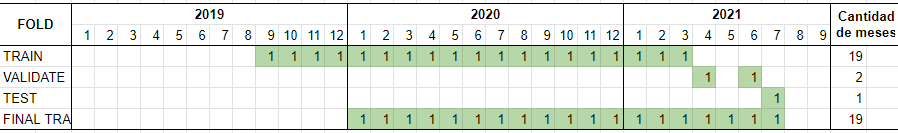 FOLD 2019 2020 2021 Cantidad de meses
1 2 3 4 5 6 7 8 9 10 11 12 1 2 3 4 5 6 7 8 9 10 11 12 1 2 3 4 5 6 7 8 9
TRAIN 1 1 1 1 1 1 1 1 1 1 1 1 1 1 1 1 1 1 1 19
VALIDATE 1 1 2
TEST 1 1
FINAL TRA 1 1 1 1 1 1 1 1 1 1 1 1 1 1 1 1 1 1 1 19